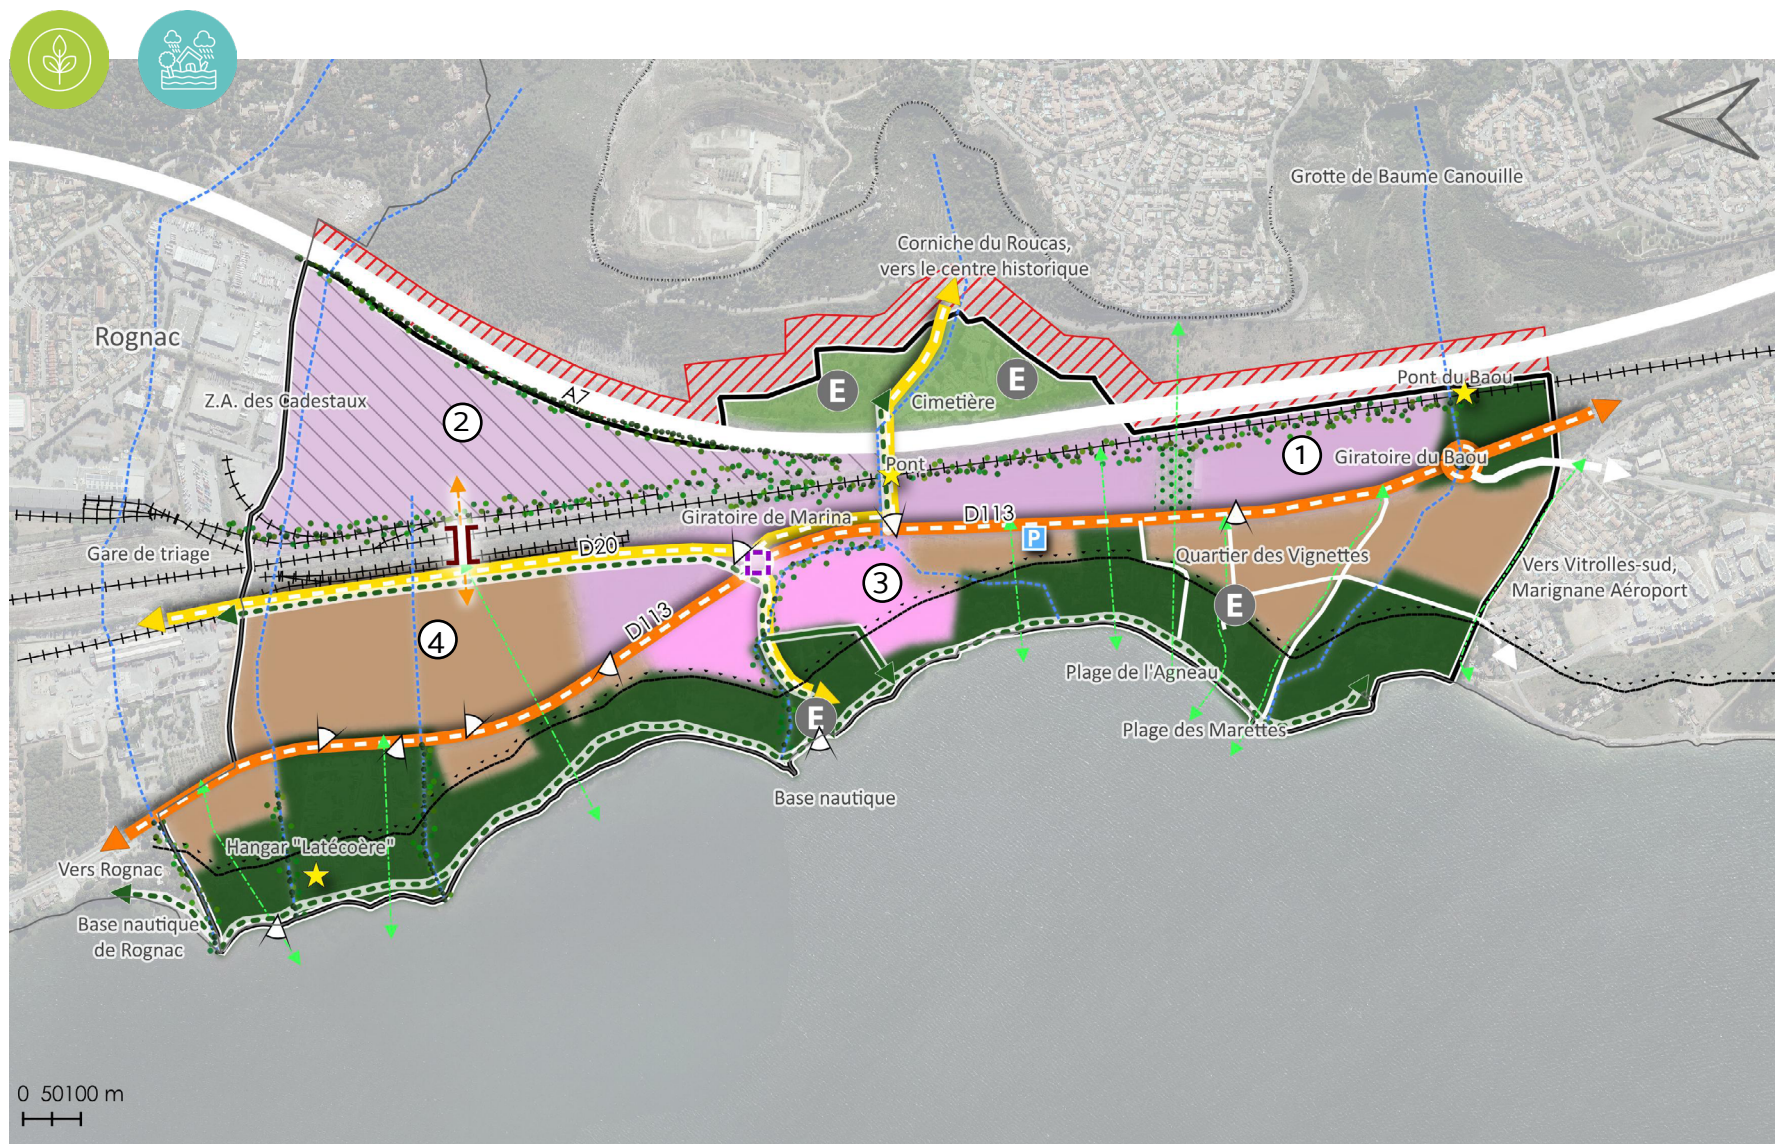 Grotte de Baume Canouille
Corniche du Roucas,
vers le centre historique
Rognac
Pont du Baou
E
E
Z.A. des Cadestaux
A7
Cimetière
2
1
Giratoire du Baou
Pont
Giratoire de Marina
D113
P
Gare de triage
D20
Quartier des Vignettes
Vers Vitrolles-sud,
Marignane Aéroport
3
E
D113
4
Plage de l'Agneau
E
Plage des Marettes
Base nautique
Hangar "Latécoère"
Vers Rognac
Base nautique
de Rognac
0 50100 m